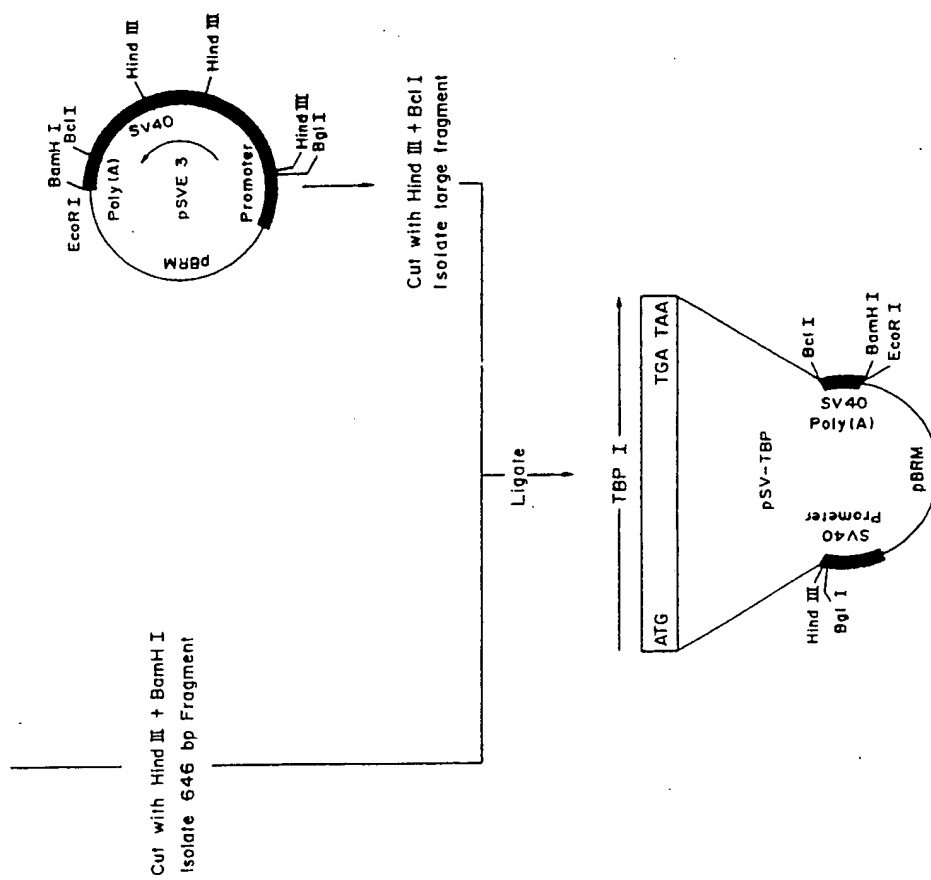 Cut with Hind III + BamH I
Isolate 646 bp Fragment
EcoR I
BamH I
Bcl I
Hind III
Hind III
Hind III
Bgl I
Poly(A)
SV40
pSVE 3
Promoter
pBRM
Cut with Hind III + Bcl I
Isolate large fragment
Ligate
TBP I
ATG
TGA TAA
pSV-TBP
Hind III
Bgl I
SV40
Promoter
Bcl I
SV40
Poly(A)
BamH I
EcoR I
pBRM